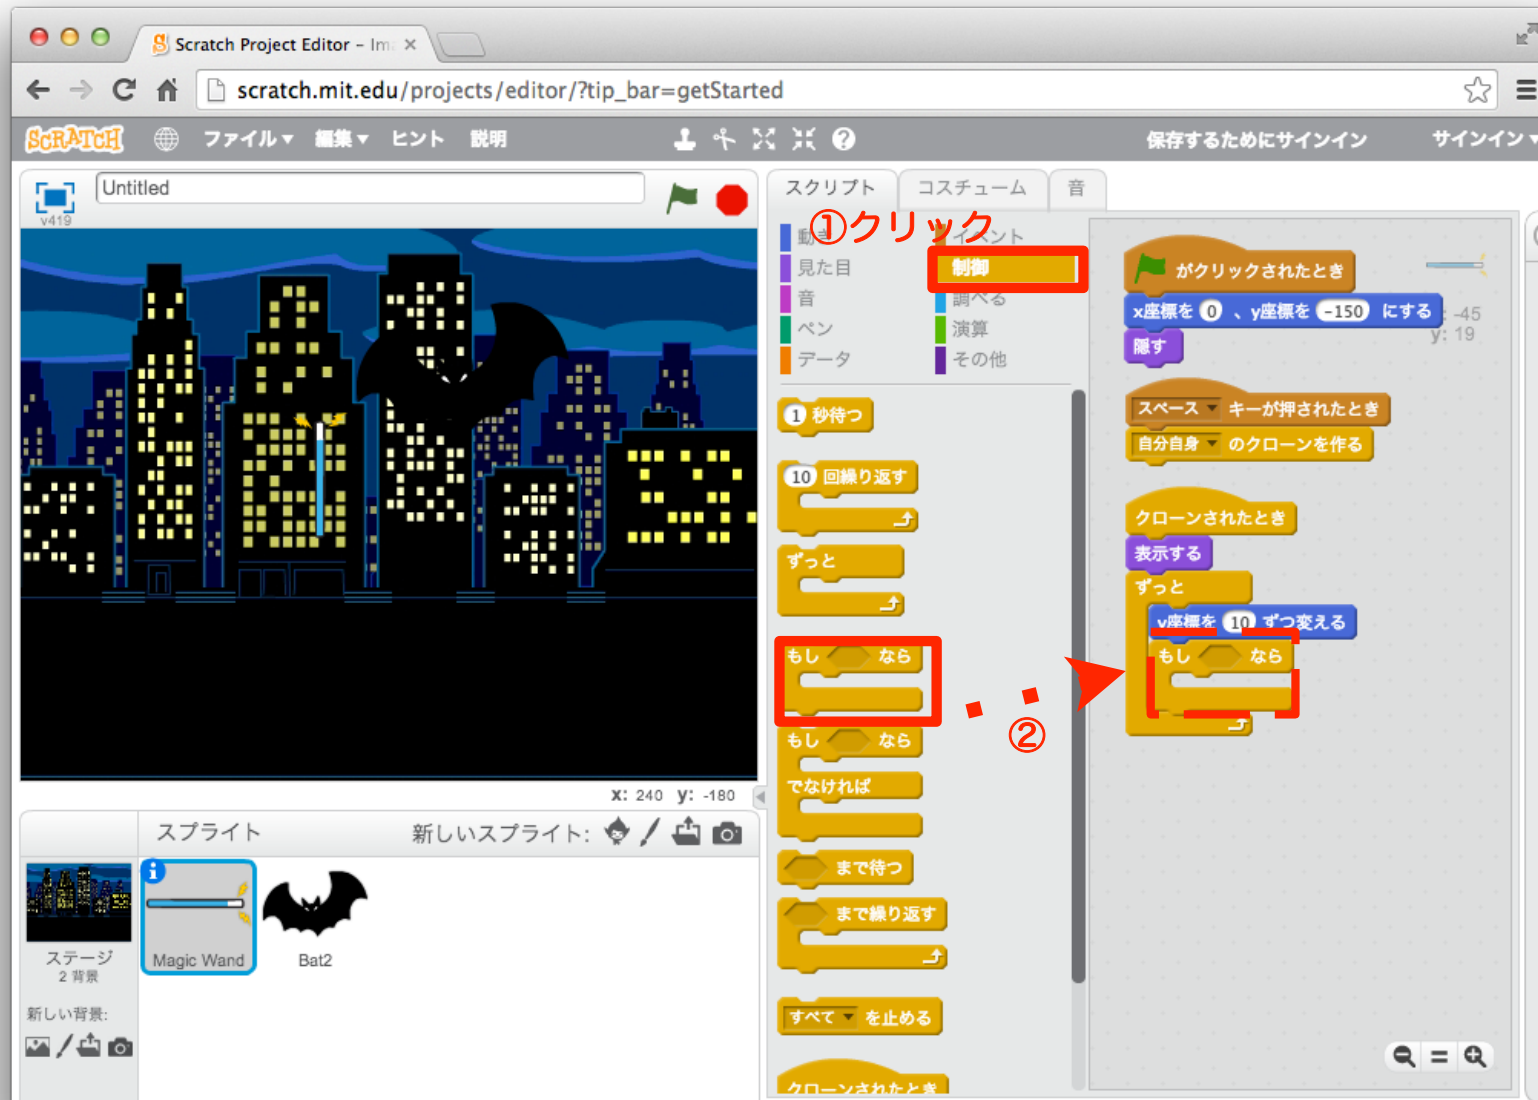 Scratch Project Editor - Im
scratch.mit.edu/projects/editor/?tip_bar=getStarted
SCRATCH ファイル▼ 編集▼ ヒント 説明 保存するためにサインイン サインイン▼
Untitled
v419
スクリプト コスチューム 音
①クリック
動き イベント
見た目 制御
音 調べる
ペン 演算
データ その他
1 秒待つ
10 回繰り返す
ずっと
もし なら
もし なら
でなければ
まで待つ
まで繰り返す
すべて を止める
クローンされたとき
②
がクリックされたとき
x座標を 0 、y座標を -150 にする
隠す
-45
y: 19
スペース キーが押されたとき
自分自身 のクローンを作る
クローンされたとき
表示する
ずっと
y座標を 10 ずつ変える
もし なら
x: 240 y: -180
スプライト 新しいスプライト:
ステージ
2 背景
新しい背景:
Magic Wand
Bat2